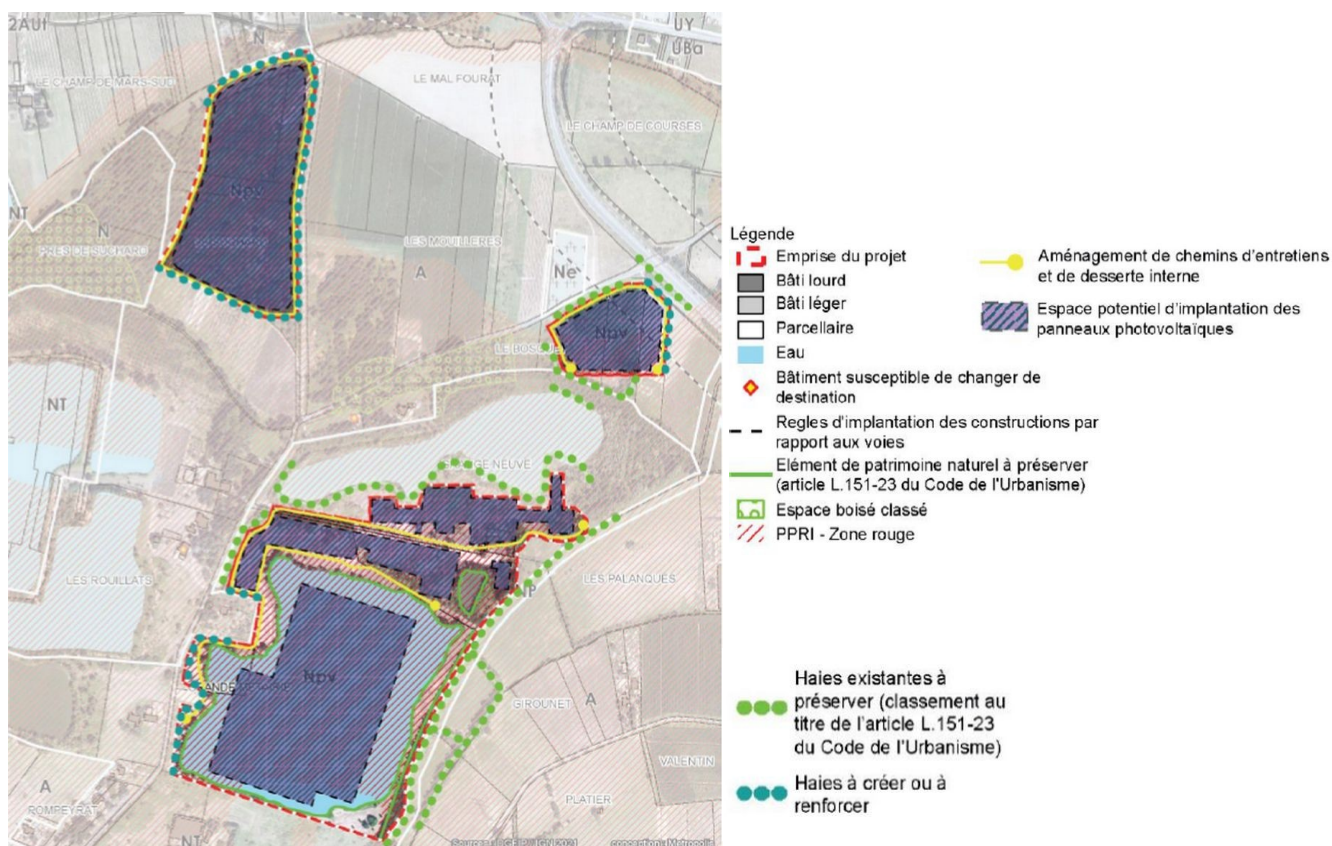 2AUt
N
UY
UBa
LE CHAMP DE MARS-SUD
LE MAL FOURAT
LE CHAMP DE COURSES
Npv
NT
N
PRES DE SUCHARD
LES MOUILLERES
A
Ne
Npv
NT
GRANGE NEUVE
LES ROUILLATS
LES PALANQUES
NP
Npv
GIROUNET
A
VALENTIN
A
ROMPEYRAT
PLATIER
NT
conception : Metropolis
Légende
Emprise du projet
Bâti lourd
Bâti léger
Parcellaire
Eau
Bâtiment susceptible de changer de
destination
Regles d'implantation des constructions par
rapport aux voies
Elément de patrimoine naturel à préserver
(article L.151-23 du Code de l'Urbanisme)
Espace boisé classé
PPRI - Zone rouge
Aménagement de chemins d'entretiens
et de desserte interne
Espace potentiel d'implantation des
panneaux photovoltaïques
Haies existantes à
préserver (classement au
titre de l'article L.151-23
du Code de l'Urbanisme)
Haies à créer ou à
renforcer